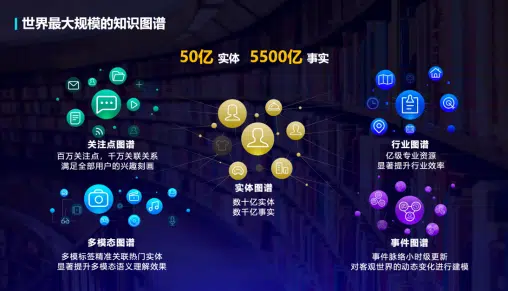 世界最大规模的知识图谱
50亿 实体 5500亿 事实
关注点图谱
百万关注点，千万关联关系
满足全部用户的兴趣刻画
行业图谱
亿级专业资源
显著提升行业效率
实体图谱
数十亿实体
数千亿事实
多模态图谱
多模标签精准关联热门实体
显著提升多模态语义理解效果
事件图谱
事件脉络小时级更新
对客观世界的动态变化进行建模